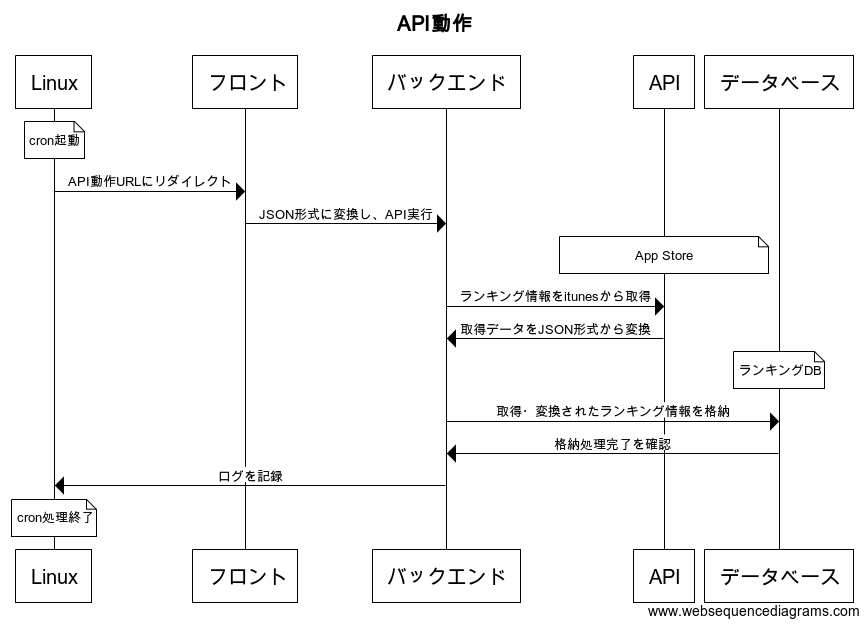 API動作
Linux
フロント
バックエンド
API
データベース
cron起動
API動作URLにリダイレクト
JSON形式に変換し、API実行
App Store
ランキング情報をitunesから取得
取得データをJSON形式から変換
ランキングDB
取得・変換されたランキング情報を格納
格納処理完了を確認
ログを記録
cron処理終了
Linux
フロント
バックエンド
API
データベース
www.websequencediagrams.com